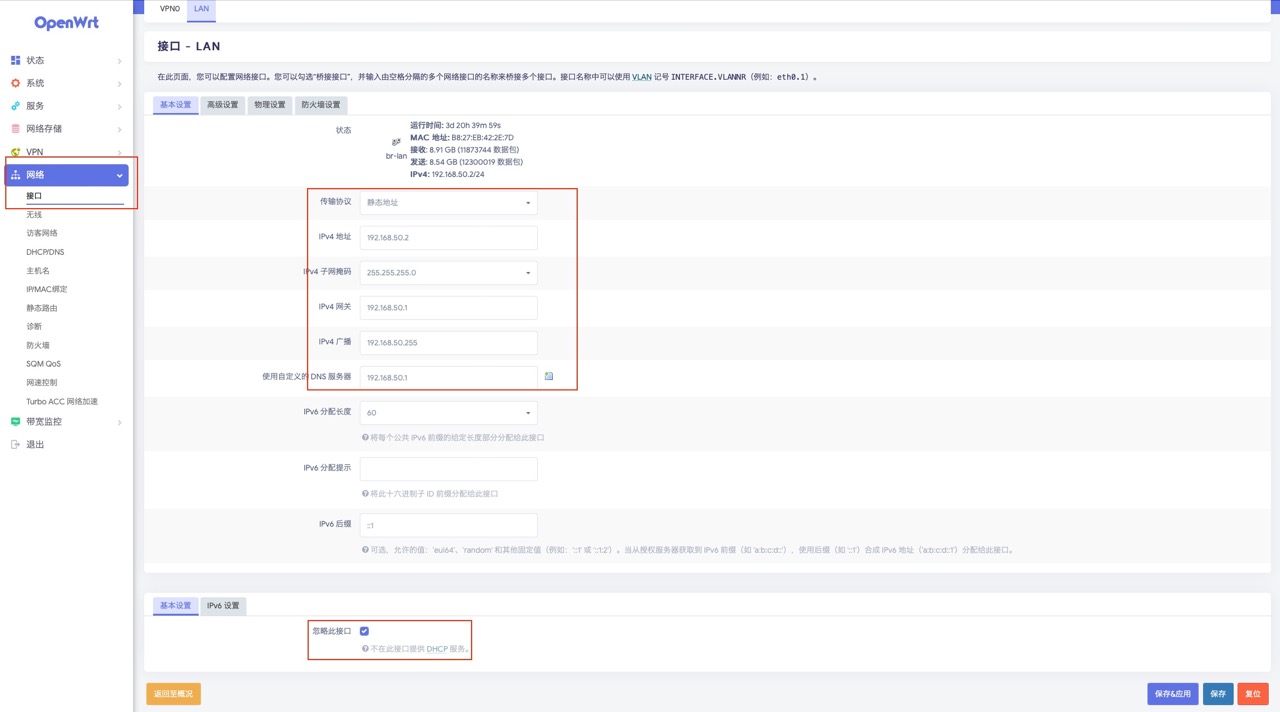 OpenWrt
状态
系统
服务
网络存储
VPN
网络
接口
无线
访客网络
DHCP/DNS
主机名
IP/MAC绑定
静态路由
诊断
防火墙
SQM QoS
网速控制
Turbo ACC 网络加速
带宽监控
退出
VPN0 LAN
接口 - LAN
在此页面，您可以配置网络接口。您可以勾选“桥接接口”，并输入由空格分隔的多个网络接口的名称来桥接多个接口。接口名称中可以使用 VLAN 记号 INTERFACE.VLANNR（例如：eth0.1）。
基本设置 高级设置 物理设置 防火墙设置
状态
br-lan
运行时间: 3d 20h 39m 59s
MAC 地址: B8:27:EB:42:2E:7D
接收: 8.91 GB (11873744 数据包)
发送: 8.54 GB (12300019 数据包)
IPv4: 192.168.50.2/24
传输协议 静态地址
IPv4 地址 192.168.50.2
IPv4 子网掩码 255.255.255.0
IPv4 网关 192.168.50.1
IPv4 广播 192.168.50.255
使用自定义的 DNS 服务器 192.168.50.1
IPv6 分配长度 60
将每个公共 IPv6 前缀的给定长度部分分配给此接口
IPv6 分配提示
将此十六进制子 ID 前缀分配给此接口
IPv6 后缀 ::1
可选，允许的值：'eui64'、'random' 和其他固定值（例如：'::1' 或 '::1:2'）。当从授权服务器获取到 IPv6 前缀（如 'a:b:c:d::'），使用后缀（如 '::1'）合成 IPv6 地址（'a:b:c:d::1'）分配给此接口。
基本设置 IPv6 设置
忽略此接口
不在此接口提供 DHCP 服务。
返回至概况 保存&应用 保存 复位